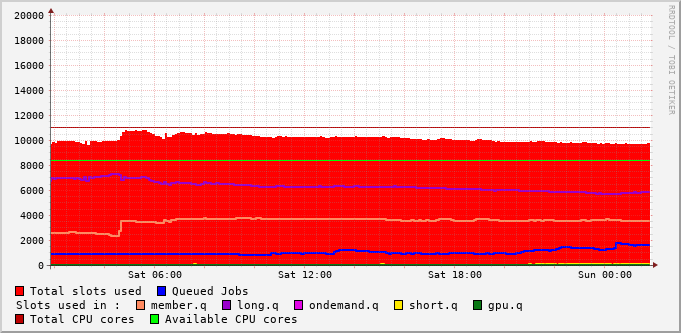 RRDTOOL / TOBI OETIKER
20000
18000
16000
14000
12000
10000
8000
6000
4000
2000
0
Sat 06:00 Sat 12:00 Sat 18:00 Sun 00:00
Total slots used Queued Jobs
Slots used in : member.q long.q ondemand.q short.q gpu.q
Total CPU cores Available CPU cores